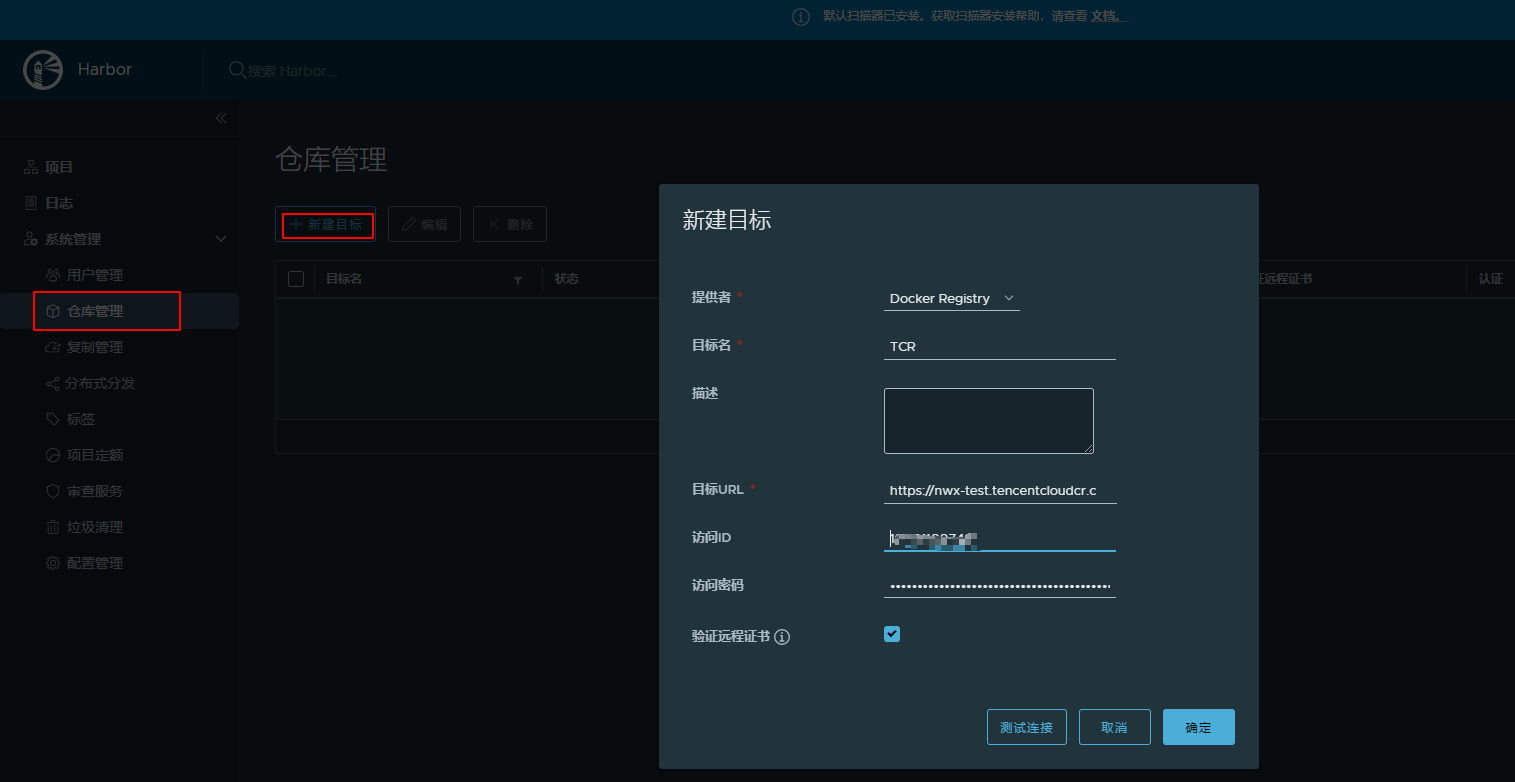 默认扫描器已安装。获取扫描器安装帮助，请查看 文档。
Harbor
搜索 Harbor...
项目
日志
系统管理
用户管理
仓库管理
复制管理
分布式分发
标签
项目定额
审查服务
垃圾清理
配置管理
仓库管理
新建目标 编辑 删除
目标名 状态 远程证书 认证
新建目标
提供者 * Docker Registry
目标名 * TCR
描述
目标URL * https://nwx-test.tencentcloudcr.c
访问ID
访问密码 ••••••••••••••••••••••••••••••••••••••••
验证远程证书
测试连接 取消 确定